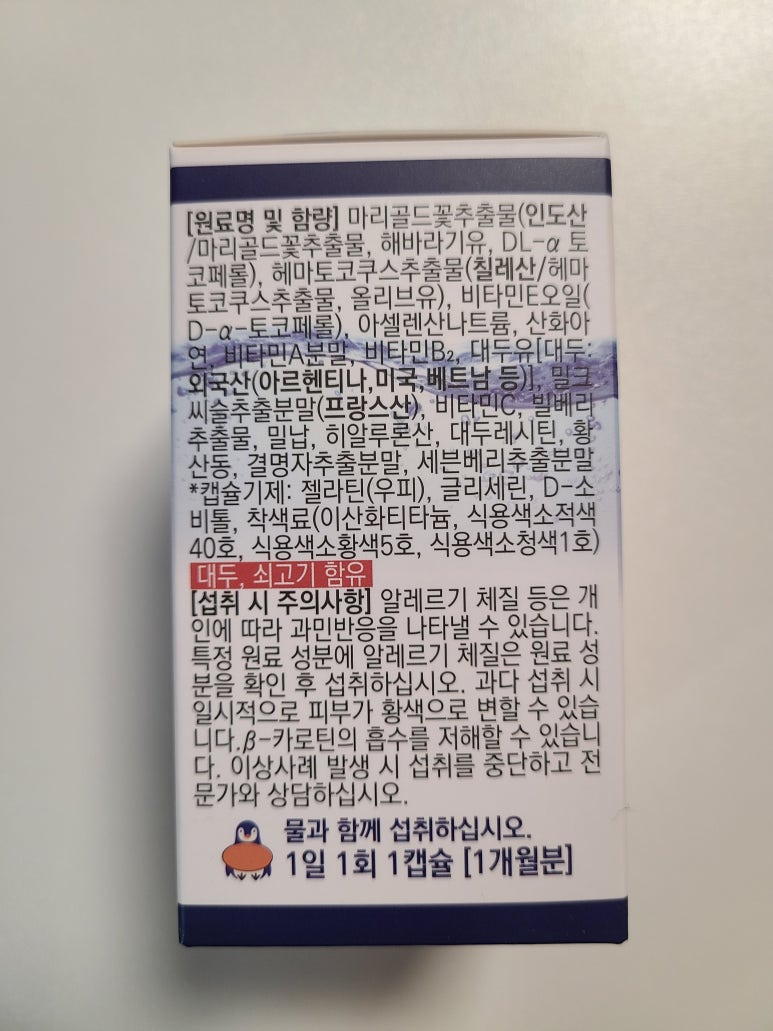 [원료명 및 함량] 마리골드꽃추출물(인도산
/마리골드꽃추출물, 해바라기유, DL-α 토
코페롤), 헤마토코쿠스추출물(칠레산/헤마
토코쿠스추출물, 올리브유), 비타민E오일(
D-α-토코페롤), 아셀렌산나트륨, 산화아
연, 비타민A분말, 비타민B₂, 대두유[대두:
외국산(아르헨티나,미국,베트남 등)], 밀크
씨슬추출분말(프랑스산), 비타민C, 빌베리
추출물, 밀납, 히알루론산, 대두레시틴, 황
산동, 결명자추출분말, 세븐베리추출분말
*캡슐기제: 젤라틴(우피), 글리세린, D-소
비톨, 착색료(이산화티타늄, 식용색소적색
40호, 식용색소황색5호, 식용색소청색1호)
대두, 쇠고기 함유
[섭취 시 주의사항] 알레르기 체질 등은 개
인에 따라 과민반응을 나타낼 수 있습니다.
특정 원료 성분에 알레르기 체질은 원료 성
분을 확인 후 섭취하십시오. 과다 섭취 시
일시적으로 피부가 황색으로 변할 수 있습
니다.β-카로틴의 흡수를 저해할 수 있습니
다. 이상사례 발생 시 섭취를 중단하고 전
문가와 상담하십시오.
물과 함께 섭취하십시오.
1일 1회 1캡슐 [1개월분]